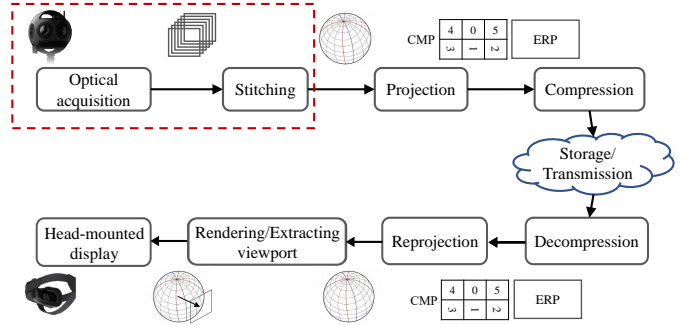 CMP
4 0 5
3 1 2
ERP
Optical
acquisition
Stitching
Projection
Compression
Storage/
Transmission
Head-mounted
display
Rendering/Extracting
viewport
Reprojection
Decompression
CMP
4 0 5
3 1 2
ERP